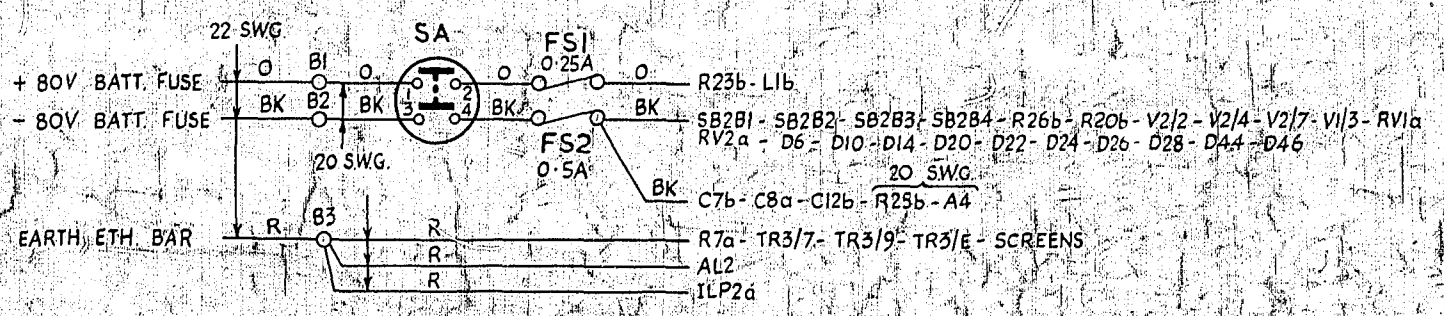 22 SWG
SA
FS1
0·25A
+ 80V BATT. FUSE O B1 O 1 2 O O R23b - L1b
- 80V BATT. FUSE BK B2 BK 3 4 BK BK SB2B1 - SB2B2 - SB2B3 - SB2B4 - R26b - R20b - V2/2 - V2/4 - V2/7 - V1/3 - RV1a
RV2a - D6 - D10 - D14 - D20 - D22 - D24 - D26 - D28 - D44 - D46
20 S.W.G.
FS2
0·5A
20 S.W.G.
BK C7b - C8a - C12b - R25b - A4
EARTH ETH. BAR R B3 R R7a - TR3/7 - TR3/9 - TR3/E - SCREENS
R AL2
R ILP2a